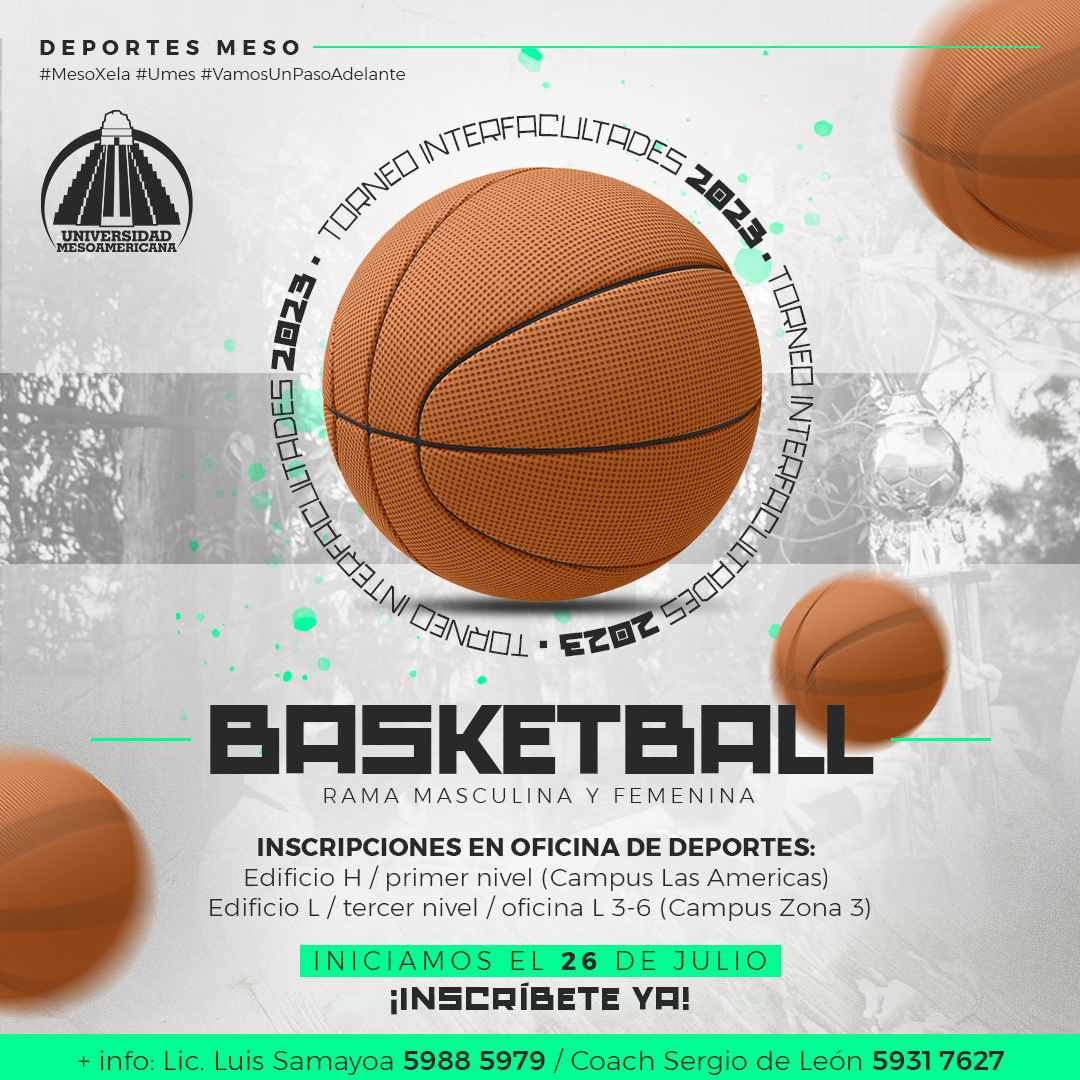 DEPORTES MESO
#MesoXela #Umes #VamosUnPasoAdelante
UNIVERSIDAD
MESOAMERICANA
TORNEO INTERFACULTADES 2023 · TORNEO INTERFACULTADES 2023 · TORNEO INTERFACULTADES 2023 ·
BASKETBALL
RAMA MASCULINA Y FEMENINA
INSCRIPCIONES EN OFICINA DE DEPORTES:
Edificio H / primer nivel (Campus Las Americas)
Edificio L / tercer nivel / oficina L 3-6 (Campus Zona 3)
INICIAMOS EL 26 DE JULIO
¡INSCRÍBETE YA!
+ info: Lic. Luis Samayoa 5988 5979 / Coach Sergio de León 5931 7627